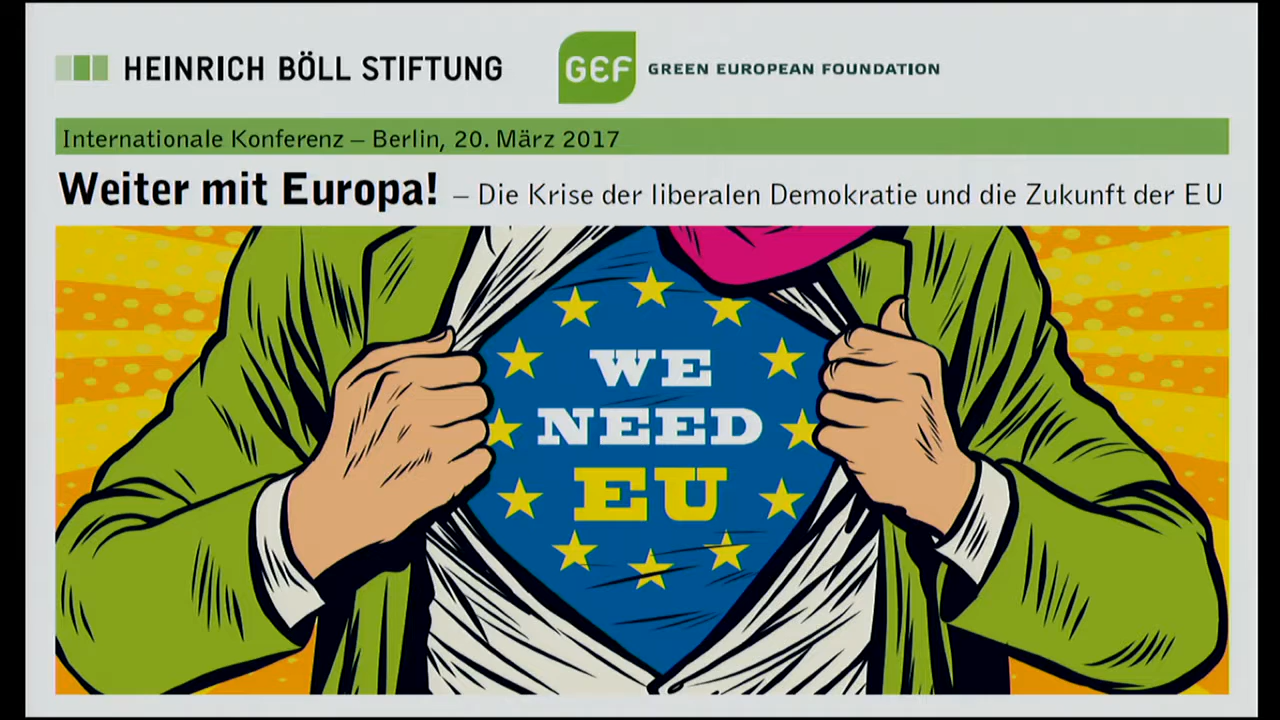 HEINRICH BÖLL STIFTUNG
GEF GREEN EUROPEAN FOUNDATION
Internationale Konferenz – Berlin, 20. März 2017
Weiter mit Europa! – Die Krise der liberalen Demokratie und die Zukunft der EU
WE
NEED
EU